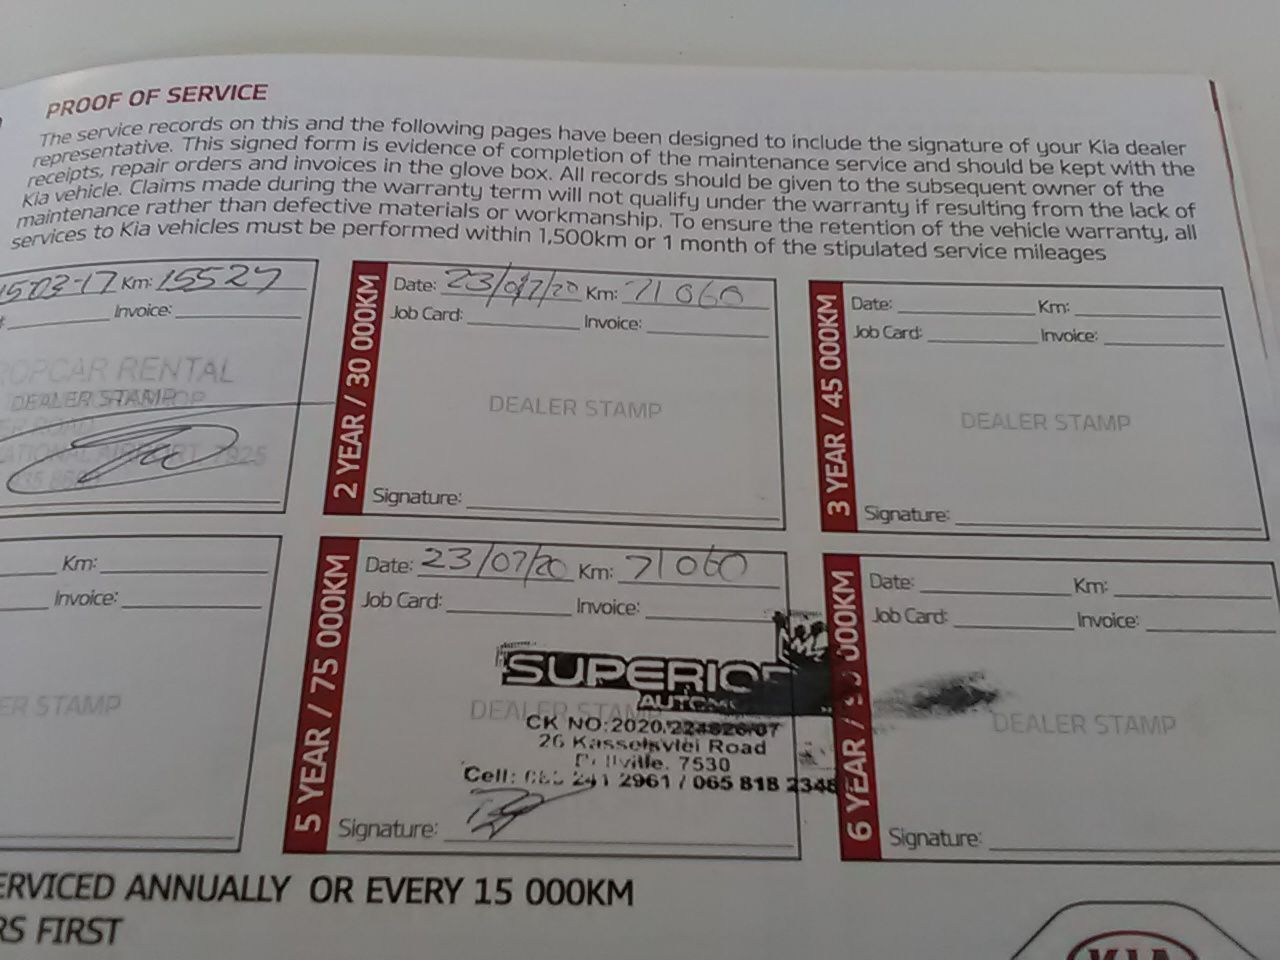 PROOF OF SERVICE
The service records on this and the following pages have been designed to include the signature of your Kia dealer
representative. This signed form is evidence of completion of the maintenance service and should be kept with the
receipts, repair orders and invoices in the glove box. All records should be given to the subsequent owner of the
Kia vehicle. Claims made during the warranty term will not qualify under the warranty if resulting from the lack of
maintenance rather than defective materials or workmanship. To ensure the retention of the vehicle warranty, all
services to Kia vehicles must be performed within 1,500km or 1 month of the stipulated service mileages
03-17 Km: 15527
Invoice:
OPCAR RENTAL
DEALER STAMP
7925
2 YEAR / 30 000KM
Date: 23/07/20 Km: 71060
Job Card: Invoice:
DEALER STAMP
Signature:
3 YEAR / 45 000KM
Date: Km:
Job Card: Invoice:
DEALER STAMP
Signature:
Km:
Invoice:
ER STAMP
5 YEAR / 75 000KM
Date: 23/07/20 Km: 71060
Job Card: Invoice:
SUPERIOR
DEALER STAMP
CK NO:2020/224826/07
26 Kasselsvlei Road
7530
Cell: 241 2961 / 065 818 2348
Signature:
6 YEAR / 000KM
Date: Km:
Job Card: Invoice:
DEALER STAMP
Signature:
ERVICED ANNUALLY OR EVERY 15 000KM
RS FIRST
KIA